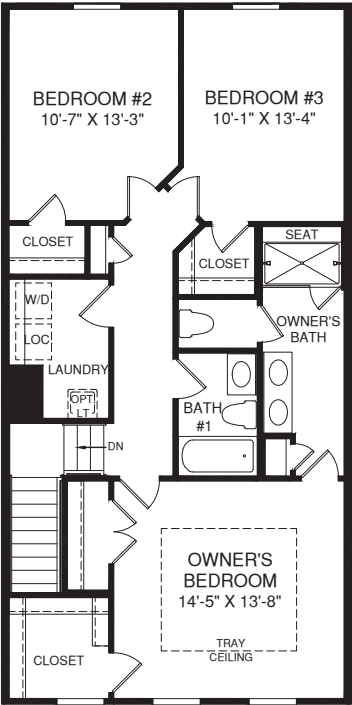 BEDROOM #2
10'-7" X 13'-3"
BEDROOM #3
10'-1" X 13'-4"
CLOSET
CLOSET
SEAT
W/D
LOC
LAUNDRY
OPT
LT
OWNER'S
BATH
BATH
#1
DN
OWNER'S
BEDROOM
14'-5" X 13'-8"
TRAY
CEILING
CLOSET